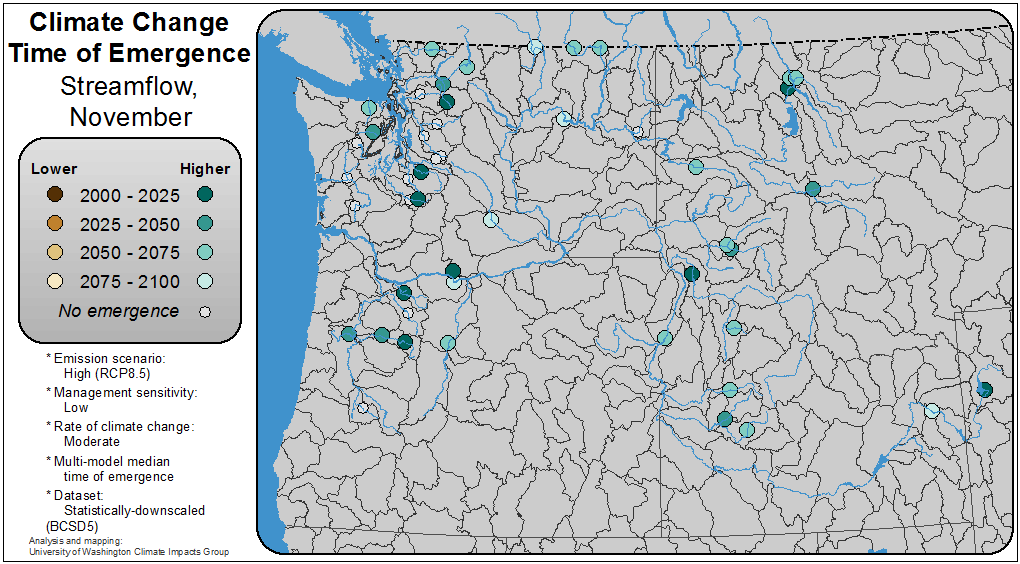 Climate Change
Time of Emergence
Streamflow,
November
Lower Higher
2000 - 2025
2025 - 2050
2050 - 2075
2075 - 2100
No emergence
* Emission scenario:
High (RCP8.5)
* Management sensitivity:
Low
* Rate of climate change:
Moderate
* Multi-model median
time of emergence
* Dataset:
Statistically-downscaled
(BCSD5)
Analysis and mapping:
University of Washington Climate Impacts Group